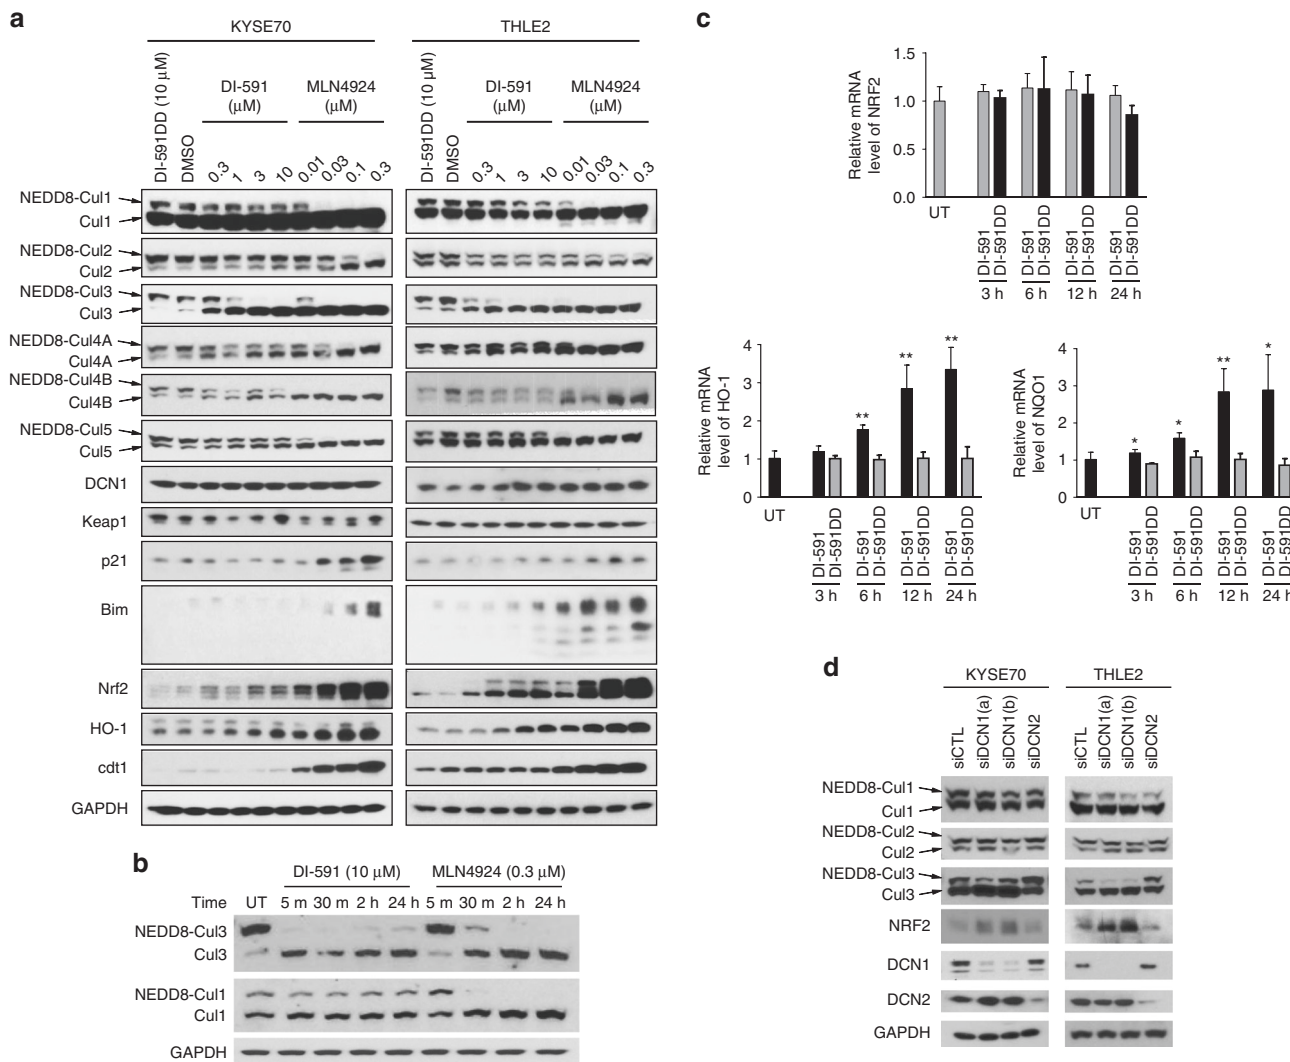 a
KYSE70
THLE2
DI-591DD (10 μM)
DMSO
DI-591
(μM)
MLN4924
(μM)
0.3
1
3
10
0.01
0.03
0.1
0.3
DI-591DD (10 μM)
DMSO
DI-591
(μM)
MLN4924
(μM)
0.3
1
3
10
0.01
0.03
0.1
0.3
NEDD8-Cul1
Cul1
NEDD8-Cul2
Cul2
NEDD8-Cul3
Cul3
NEDD8-Cul4A
Cul4A
NEDD8-Cul4B
Cul4B
NEDD8-Cul5
Cul5
DCN1
Keap1
p21
Bim
Nrf2
HO-1
cdt1
GAPDH
b
DI-591 (10 μM)
MLN4924 (0.3 μM)
Time UT 5 m 30 m 2 h 24 h 5 m 30 m 2 h 24 h
NEDD8-Cul3
Cul3
NEDD8-Cul1
Cul1
GAPDH
c
Relative mRNA
level of NRF2
1.5
1.0
0.5
0.0
UT
DI-591
DI-591DD
DI-591
DI-591DD
DI-591
DI-591DD
DI-591
DI-591DD
3 h 6 h 12 h 24 h
Relative mRNA
level of HO-1
4
3
2
1
0
** ** **
UT
DI-591
DI-591DD
DI-591
DI-591DD
DI-591
DI-591DD
DI-591
DI-591DD
3 h 6 h 12 h 24 h
Relative mRNA
level of NQO1
4
3
2
1
0
* * ** *
UT
DI-591
DI-591DD
DI-591
DI-591DD
DI-591
DI-591DD
DI-591
DI-591DD
3 h 6 h 12 h 24 h
d
KYSE70
THLE2
siCTL
siDCN1(a)
siDCN1(b)
siDCN2
siCTL
siDCN1(a)
siDCN1(b)
siDCN2
NEDD8-Cul1
Cul1
NEDD8-Cul2
Cul2
NEDD8-Cul3
Cul3
NRF2
DCN1
DCN2
GAPDH